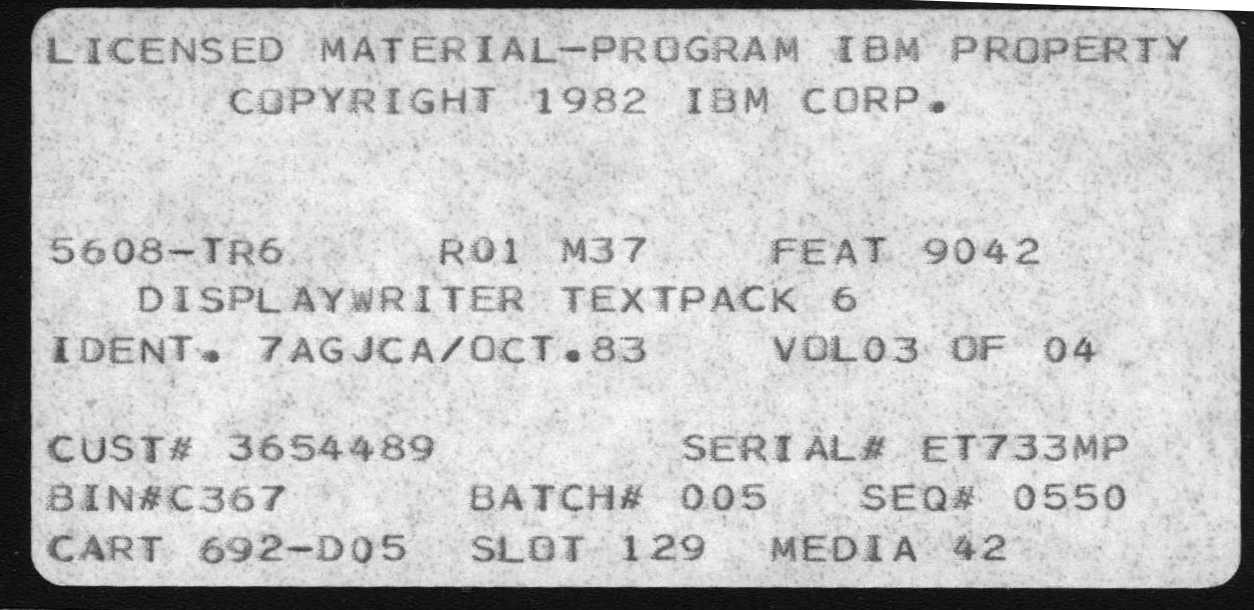 LICENSED MATERIAL-PROGRAM IBM PROPERTY
COPYRIGHT 1982 IBM CORP.
5608-TR6 R01 M37 FEAT 9042
DISPLAYWRITER TEXTPACK 6
IDENT. 7AGJCA/OCT.83 VOL03 OF 04
CUST# 3654489 SERIAL# ET733MP
BIN#C367 BATCH# 005 SEQ# 0550
CART 692-D05 SLOT 129 MEDIA 42